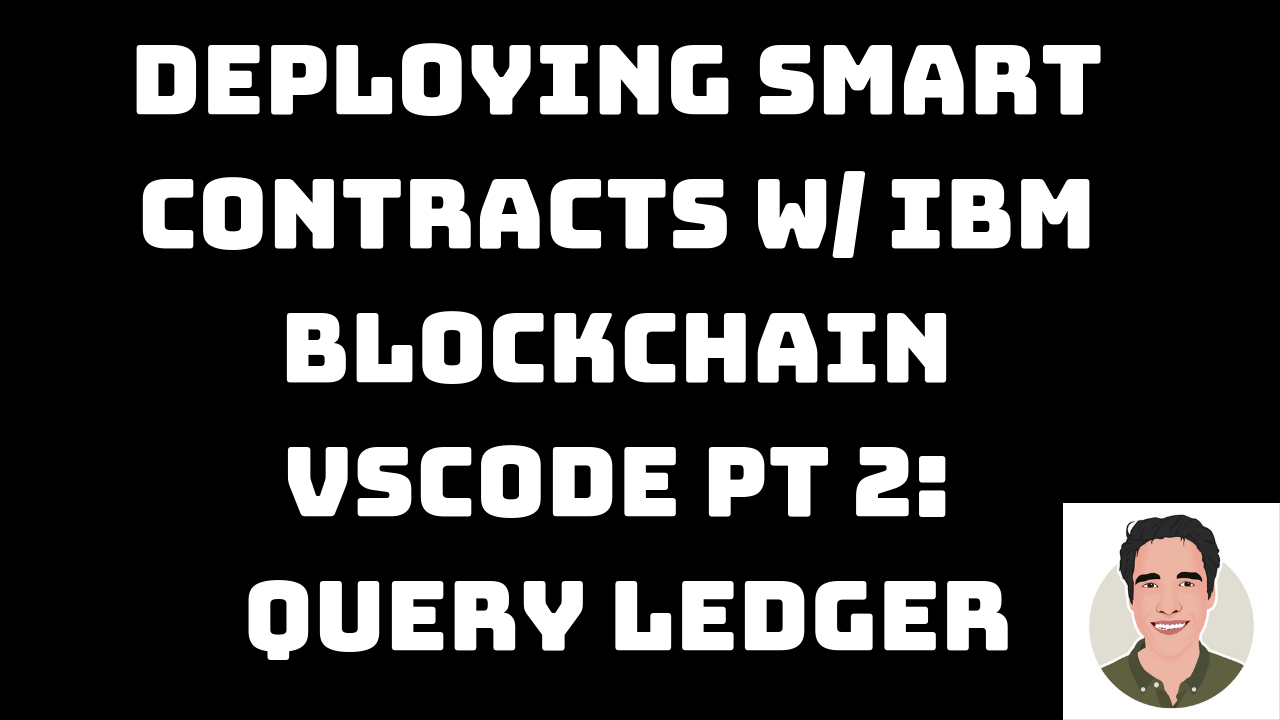 DEPLOYING SMART
CONTRACTS W/ IBM
BLOCKCHAIN
VSCODE PT 2:
QUERY LEDGER